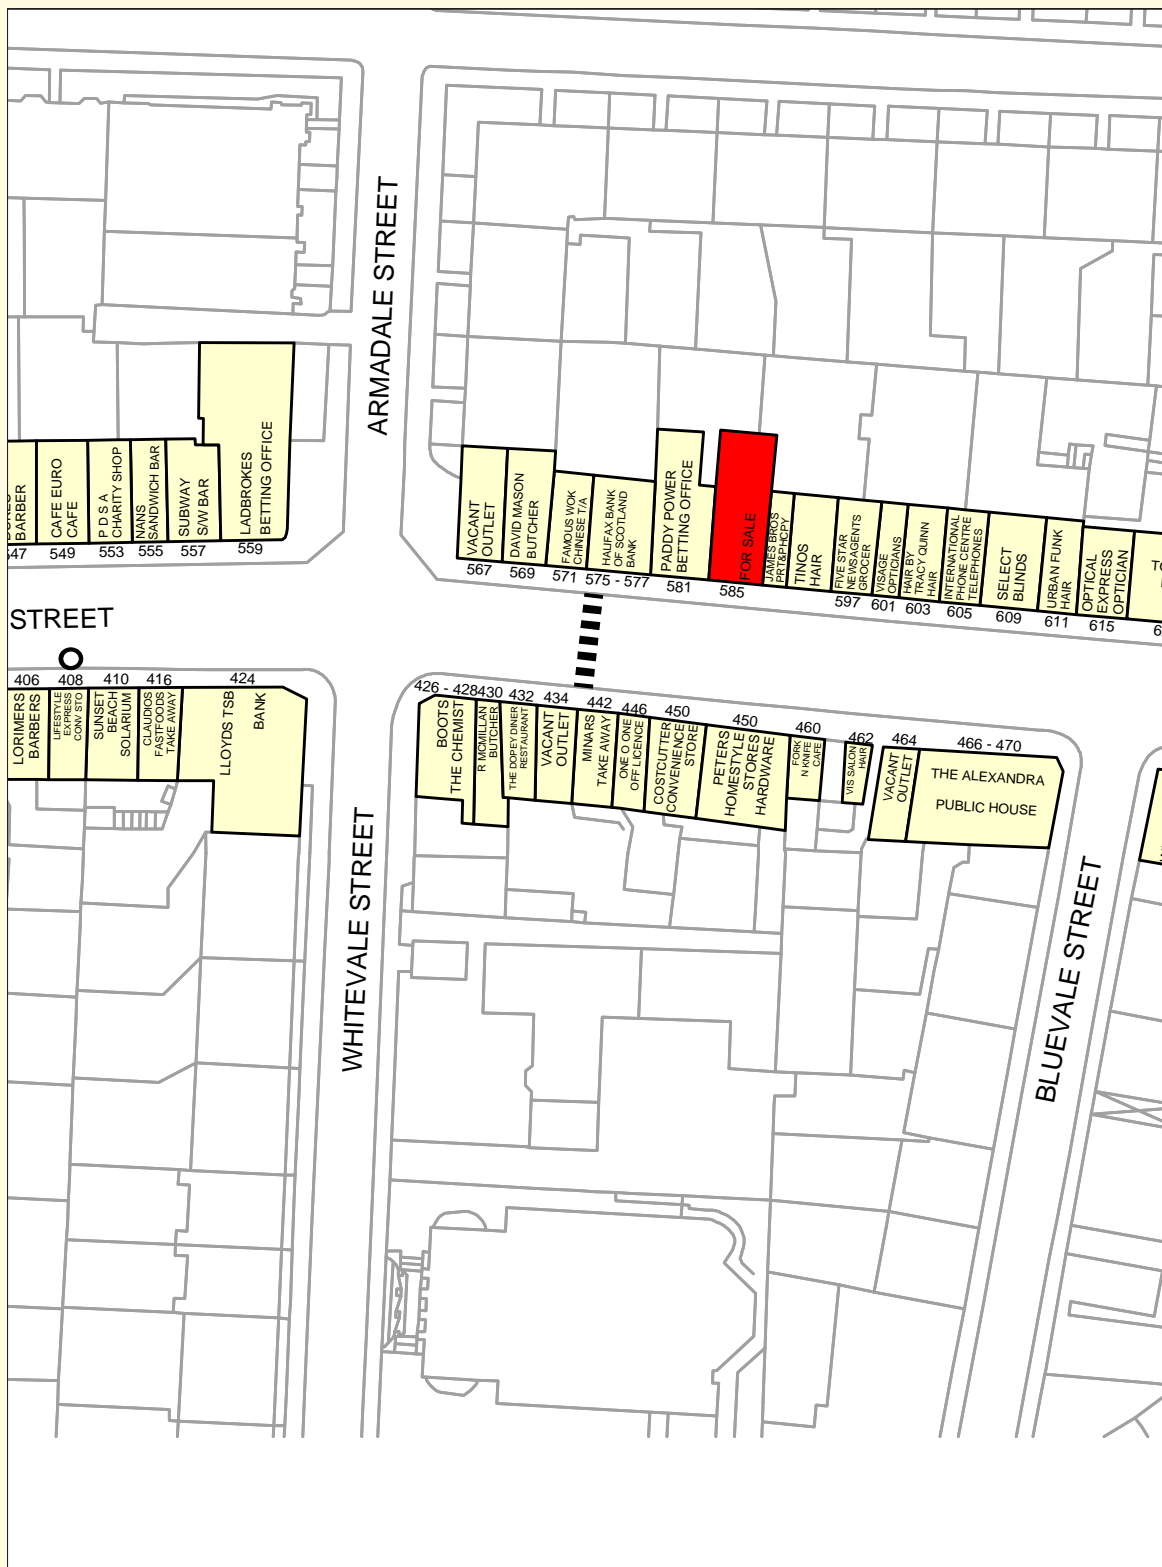 ARMADALE STREET
BARBER
547
CAFE EURO
CAFE
549
P D S A
CHARITY SHOP
553
NANS
SANDWICH BAR
555
SUBWAY
S/W BAR
557
LADBROKES
BETTING OFFICE
559
VACANT
OUTLET
567
DAVID MASON
BUTCHER
569
FAMOUS WOK
CHINESE T/A
571
HALIFAX BANK
OF SCOTLAND
BANK
575 - 577
PADDY POWER
BETTING OFFICE
581
FOR SALE
585
JAMES BROS
PRT&PHCPY
TINOS
HAIR
FIVE STAR
NEWSAGENTS
GROCER
597
VISAGE
OPTICIANS
601
HAIR BY
TRACY QUINN
HAIR
603
INTERNATIONAL
PHONE CENTRE
TELEPHONES
605
SELECT
BLINDS
609
URBAN FUNK
HAIR
611
OPTICAL
EXPRESS
OPTICIAN
615
STREET
406
LORIMERS
BARBERS
408
LIFESTYLE
EXPRESS
CONV STO
410
SUNSET
BEACH
SOLARIUM
416
CLAUDIOS
FASTFOODS
TAKE AWAY
424
LLOYDS TSB
BANK
426 - 428
BOOTS
THE CHEMIST
430
R MCMILLAN
BUTCHER
432
THE DOPEY DINER
RESTAURANT
434
VACANT
OUTLET
442
MINARS
TAKE AWAY
446
ONE O ONE
OFF LICENCE
450
COSTCUTTER
CONVENIENCE
STORE
450
PETERS
HOMESTYLE
STORES
HARDWARE
460
FORK
N KNIFE
CAFE
462
VIS SALON
HAIR
464
VACANT
OUTLET
466 - 470
THE ALEXANDRA
PUBLIC HOUSE
WHITEVALE STREET
BLUEVALE STREET